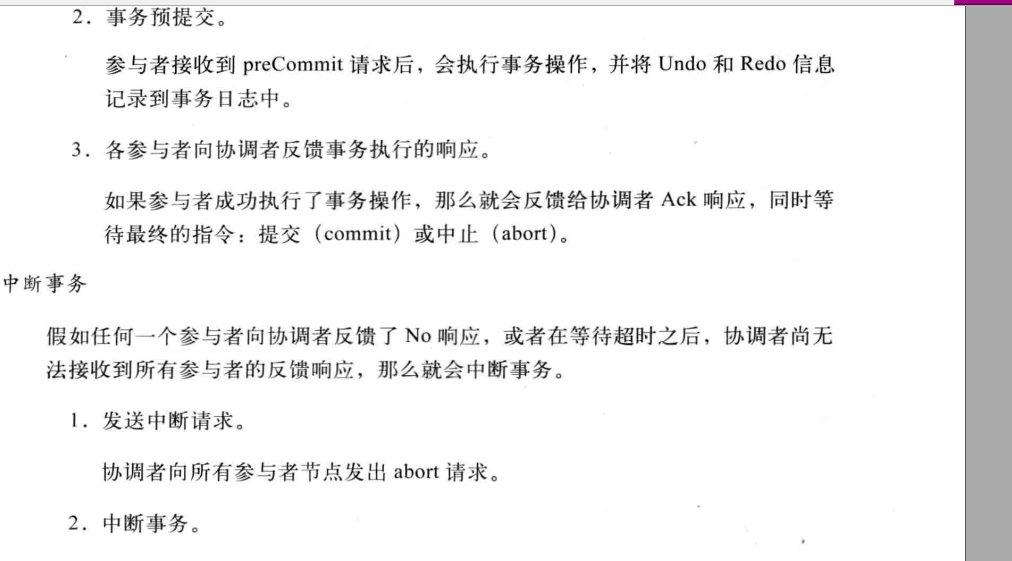 2. 事务预提交。
参与者接收到 preCommit 请求后，会执行事务操作，并将 Undo 和 Redo 信息
记录到事务日志中。
3. 各参与者向协调者反馈事务执行的响应。
如果参与者成功执行了事务操作，那么就会反馈给协调者 Ack 响应，同时等
待最终的指令：提交（commit）或中止（abort）。
中断事务
假如任何一个参与者向协调者反馈了 No 响应，或者在等待超时之后，协调者尚无
法接收到所有参与者的反馈响应，那么就会中断事务。
1. 发送中断请求。
协调者向所有参与者节点发出 abort 请求。
2. 中断事务。